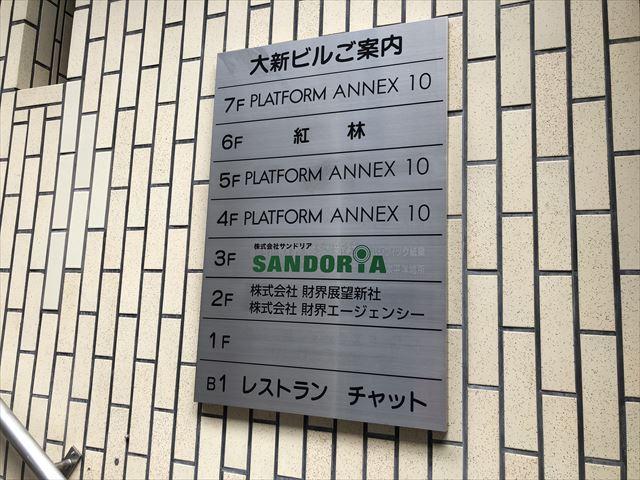 大新ビルご案内
7F PLATFORM ANNEX 10
6F 紅林
5F PLATFORM ANNEX 10
4F PLATFORM ANNEX 10
株式会社サンドリア
3F SANDORIA
2F 株式会社 財界展望新社
株式会社 財界エージェンシー
1F
B1 レストラン チャット